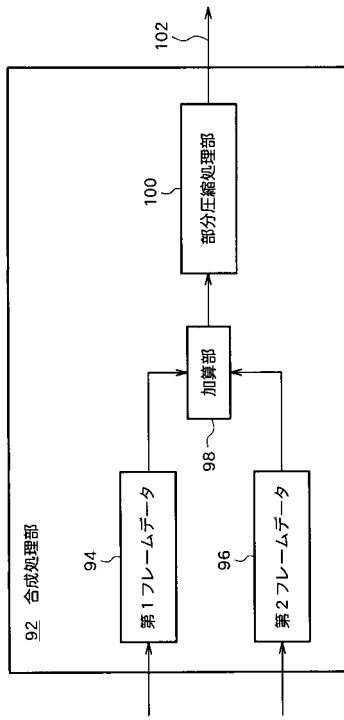 92 合成処理部
94
第1フレームデータ
96
第2フレームデータ
加算部
98
100
部分圧縮処理部
102